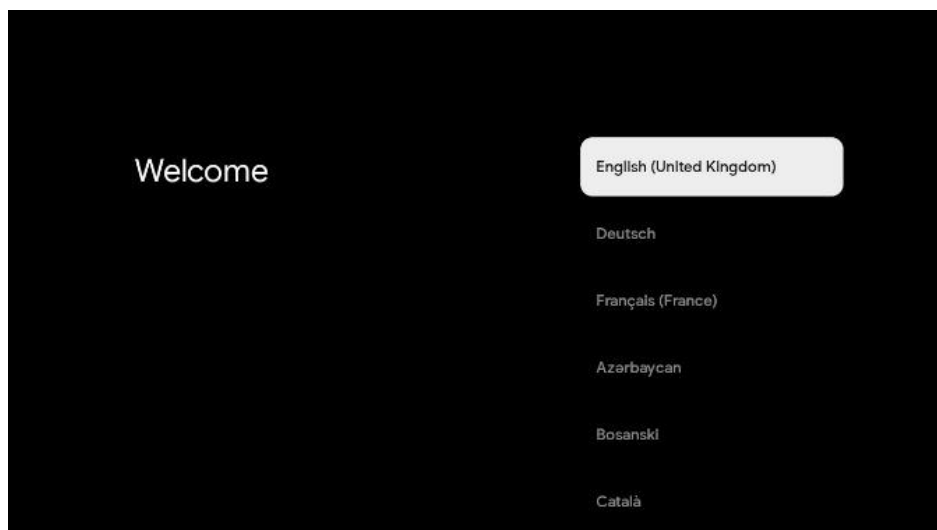 Welcome
English (United Kingdom)
Deutsch
Français (France)
Azərbaycan
Bosanski
Català